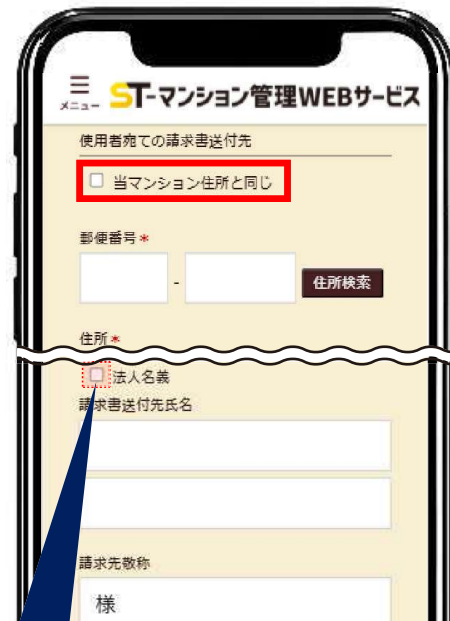 メニュー
ST-マンション管理WEBサービス
使用者宛ての請求書送付先
当マンション住所と同じ
郵便番号*
-
住所検索
住所*
法人名義
請求書送付先氏名
請求先敬称
様